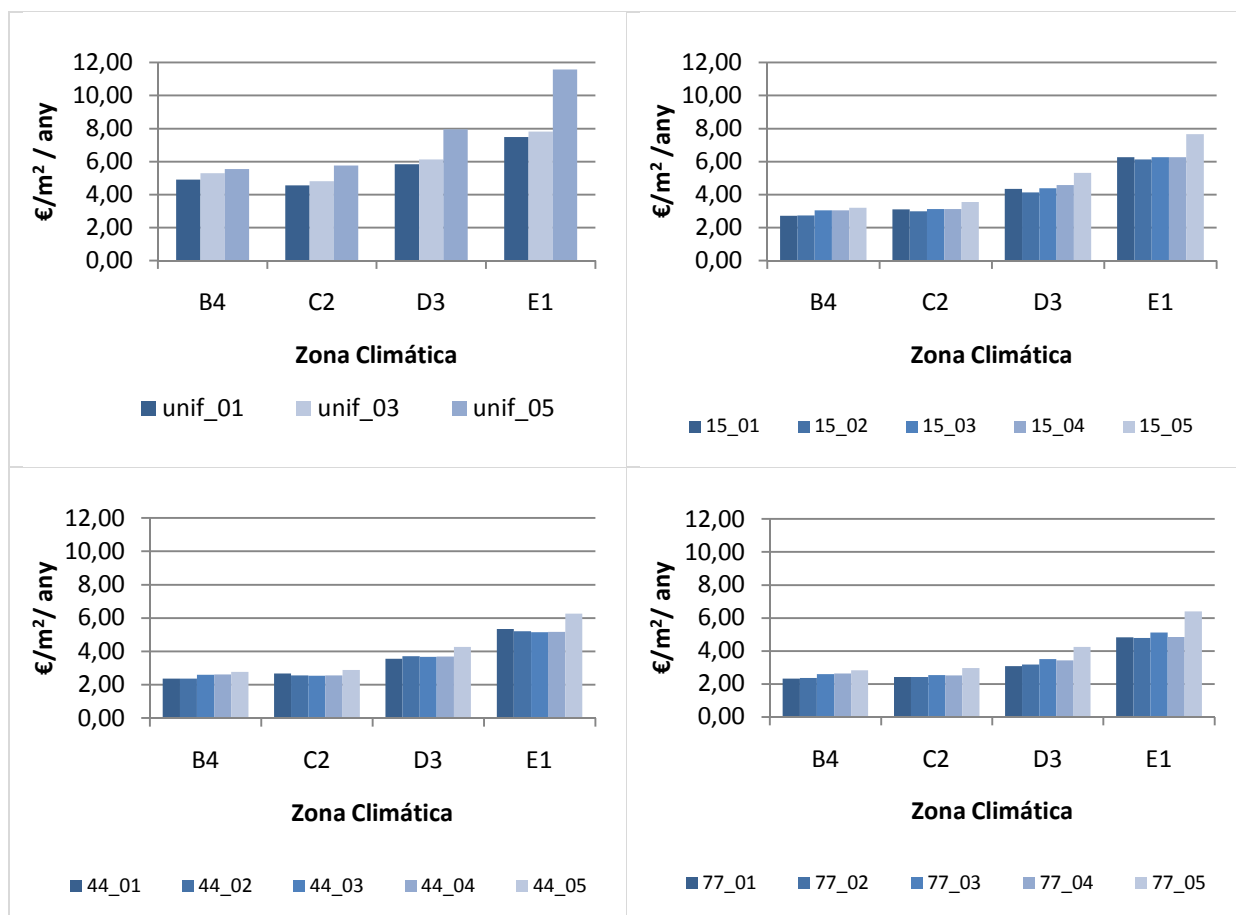 12,00
10,00
8,00
6,00
4,00
2,00
0,00
€/m² / any
B4 C2 D3 E1
Zona Climática
unif_01 unif_03 unif_05
12,00
10,00
8,00
6,00
4,00
2,00
0,00
€/m² /any
B4 C2 D3 E1
Zona Climática
15_01 15_02 15_03 15_04 15_05
12,00
10,00
8,00
6,00
4,00
2,00
0,00
€/m²/ any
B4 C2 D3 E1
Zona Climática
44_01 44_02 44_03 44_04 44_05
12,00
10,00
8,00
6,00
4,00
2,00
0,00
€/m² / any
B4 C2 D3 E1
Zona Climática
77_01 77_02 77_03 77_04 77_05